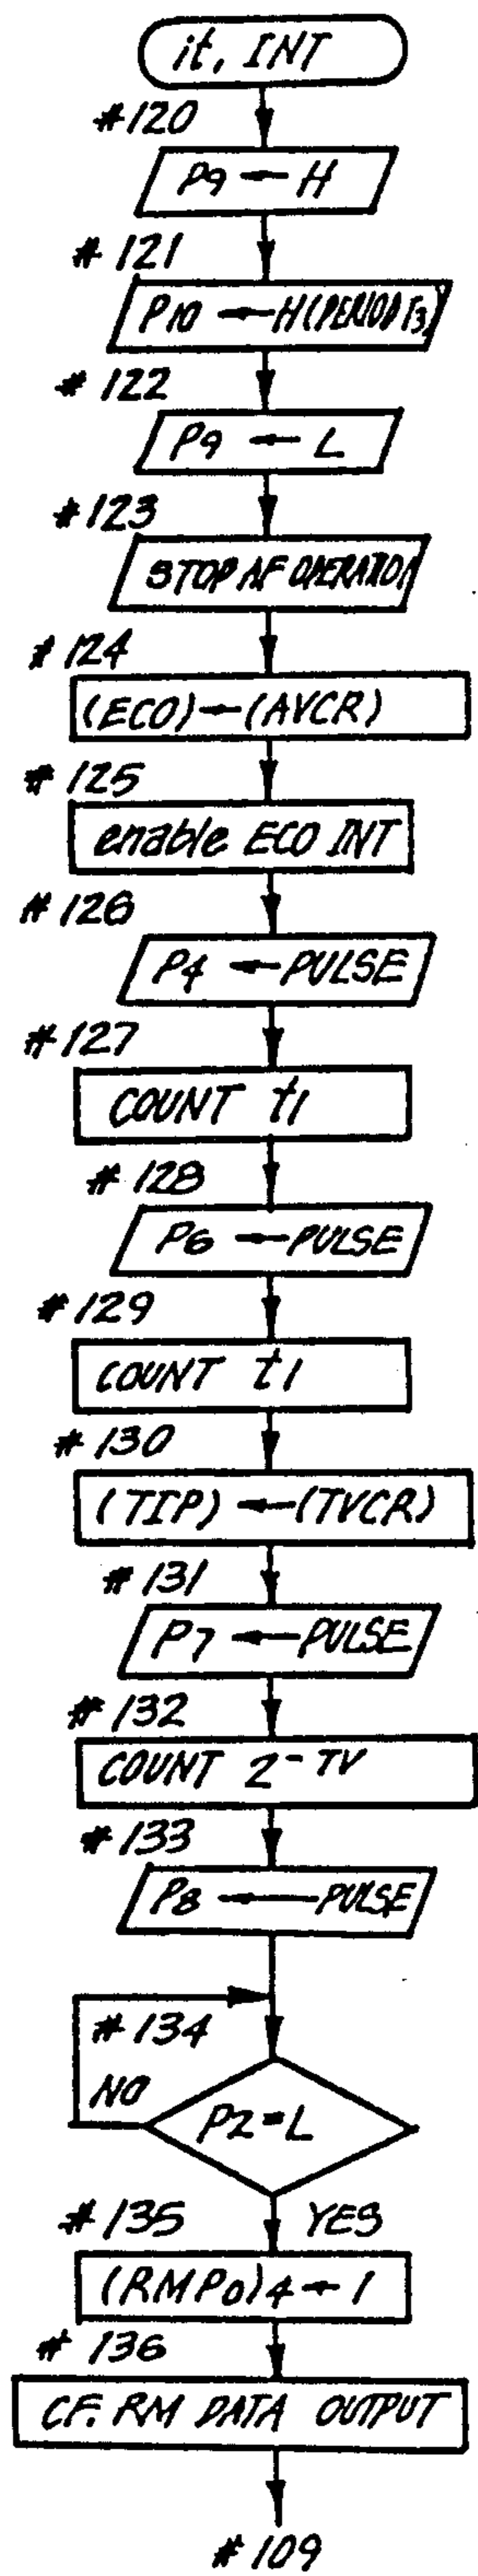 it, INT
#120
P9 ← H
#121
P10 ← H(PERIOD T3)
#122
P9 ← L
#123
STOP AF OPERATION
#124
(ECO)←(AVCR)
#125
enable ECO INT
#126
P4 ← PULSE
#127
COUNT t1
#128
P6 ← PULSE
#129
COUNT t1
#130
(TIP) ←(TVCR)
#131
P7 ← PULSE
#132
COUNT 2-TV
#133
P8 ← PULSE
#134
NO
P2=L
#135 YES
(RMP0)4 ← 1
#136
CF. RM DATA OUTPUT
#109